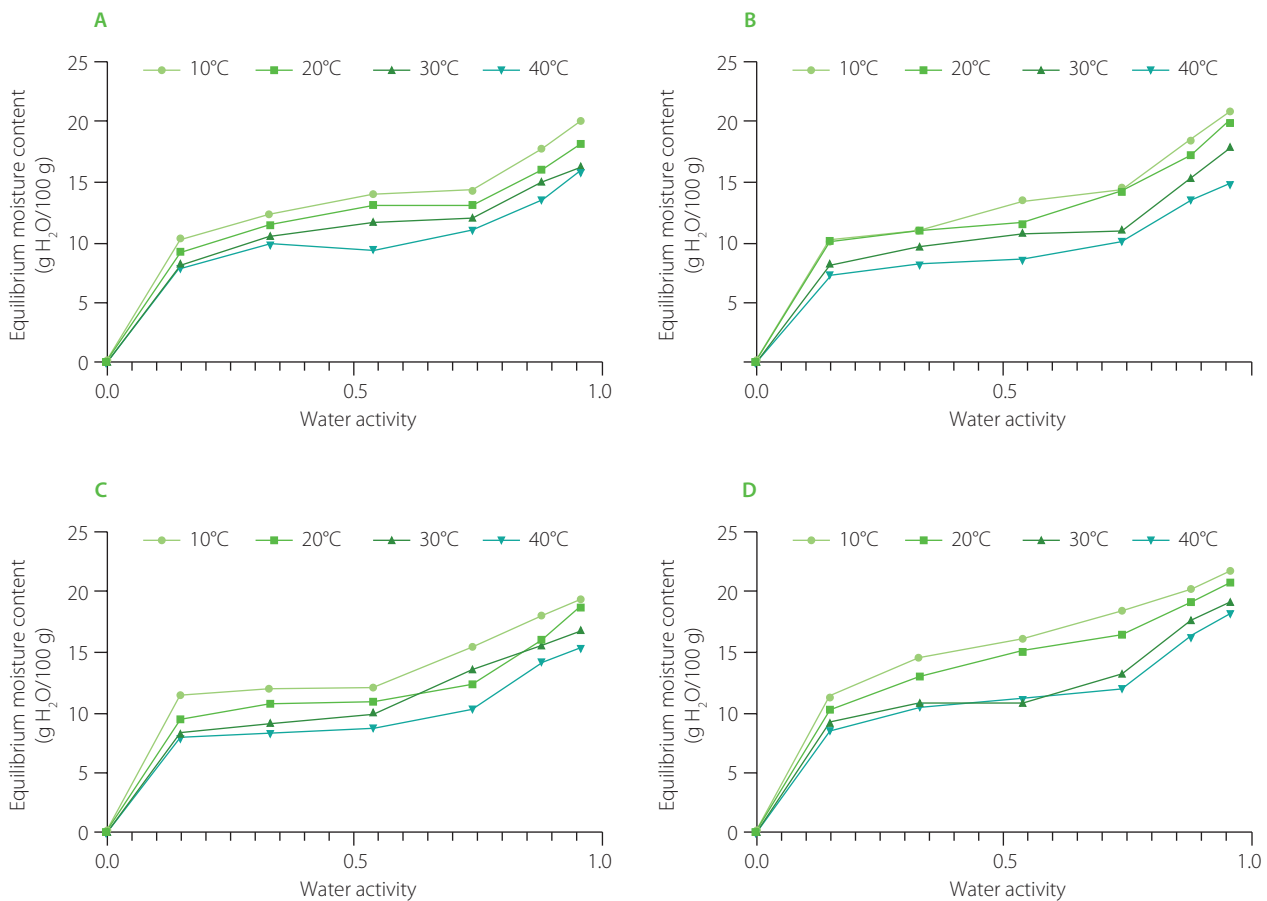 A
10°C 20°C 30°C 40°C
Equilibrium moisture content
(g H₂O/100 g)
25
20
15
10
5
0
0.0 0.5 1.0
Water activity
B
10°C 20°C 30°C 40°C
Equilibrium moisture content
(g H₂O/100 g)
25
20
15
10
5
0.0 0.5
Water activity
C
10°C 20°C 30°C 40°C
Equilibrium moisture content
(g H₂O/100 g)
25
20
15
10
5
0
0.0 0.5 1.0
Water activity
D
10°C 20°C 30°C 40°C
Equilibrium moisture content
(g H₂O/100 g)
25
20
15
10
5
0
0.0 0.5 1.0
Water activity